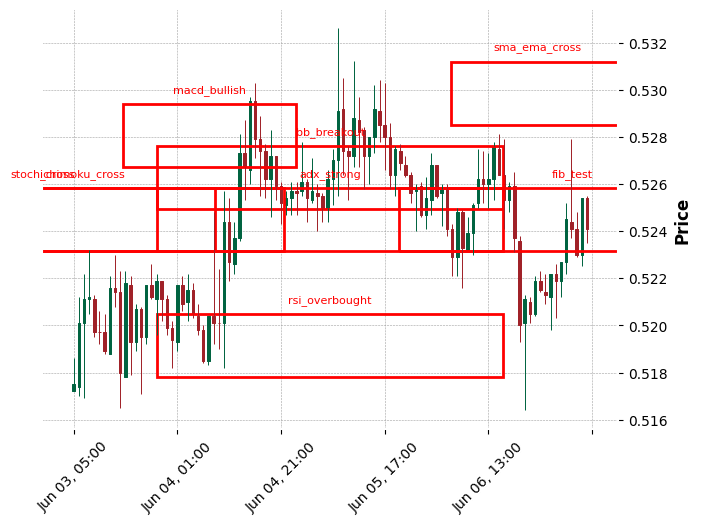 sma_ema_cross
macd_bullish
bb_breakout
stoch_cross
ichimoku_cross
adx_strong
fib_test
rsi_overbought
0.532
0.530
0.528
0.526
0.524
0.522
0.520
0.518
0.516
Price
Jun 03, 05:00
Jun 04, 01:00
Jun 04, 21:00
Jun 05, 17:00
Jun 06, 13:00